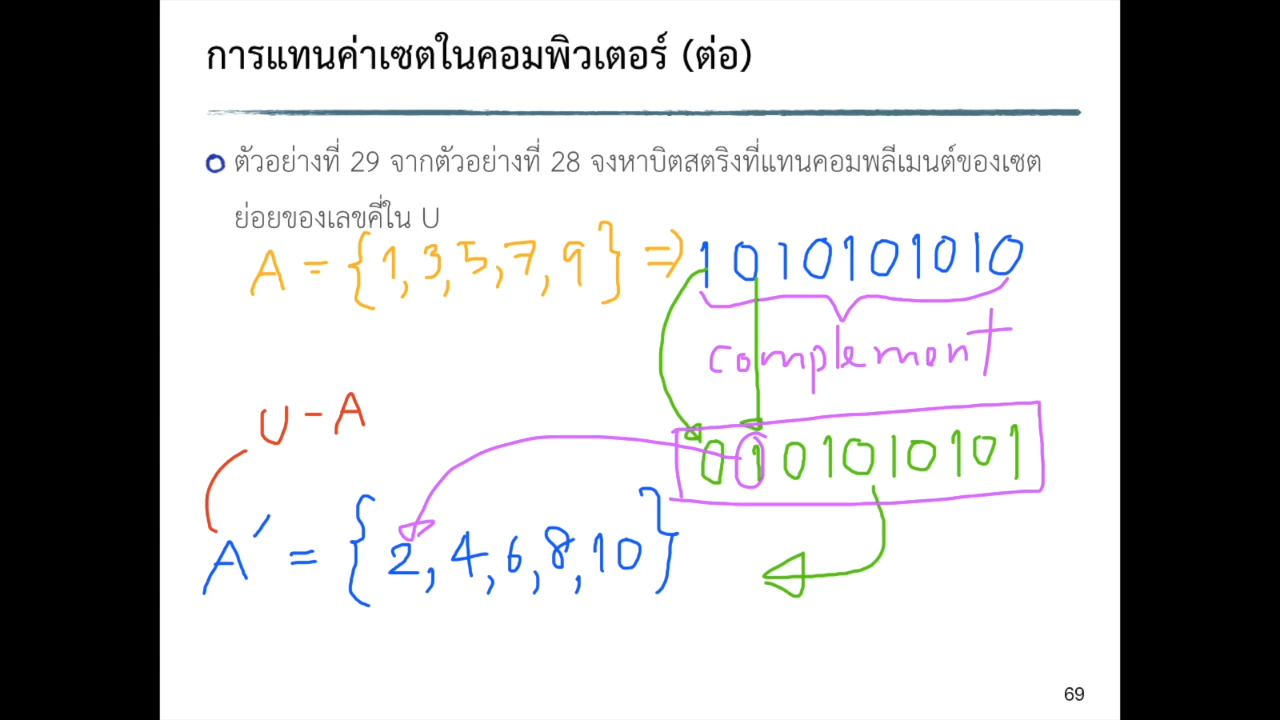 การแทนค่าเซตในคอมพิวเตอร์ (ต่อ)
ตัวอย่างที่ 29 จากตัวอย่างที่ 28 จงหาบิตสตริงที่แทนคอมพลีเมนต์ของเซต
ย่อยของเลขคี่ใน U
A = {1,3,5,7,9} => 1010101010
complement
U - A
0101010101
A' = {2,4,6,8,10}
69